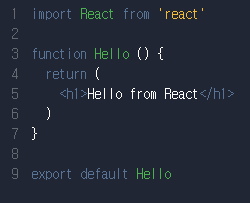 1 import React from 'react'
2
3 function Hello () {
4   return (
5     <h1>Hello from React</h1>
6   )
7 }
8
9 export default Hello